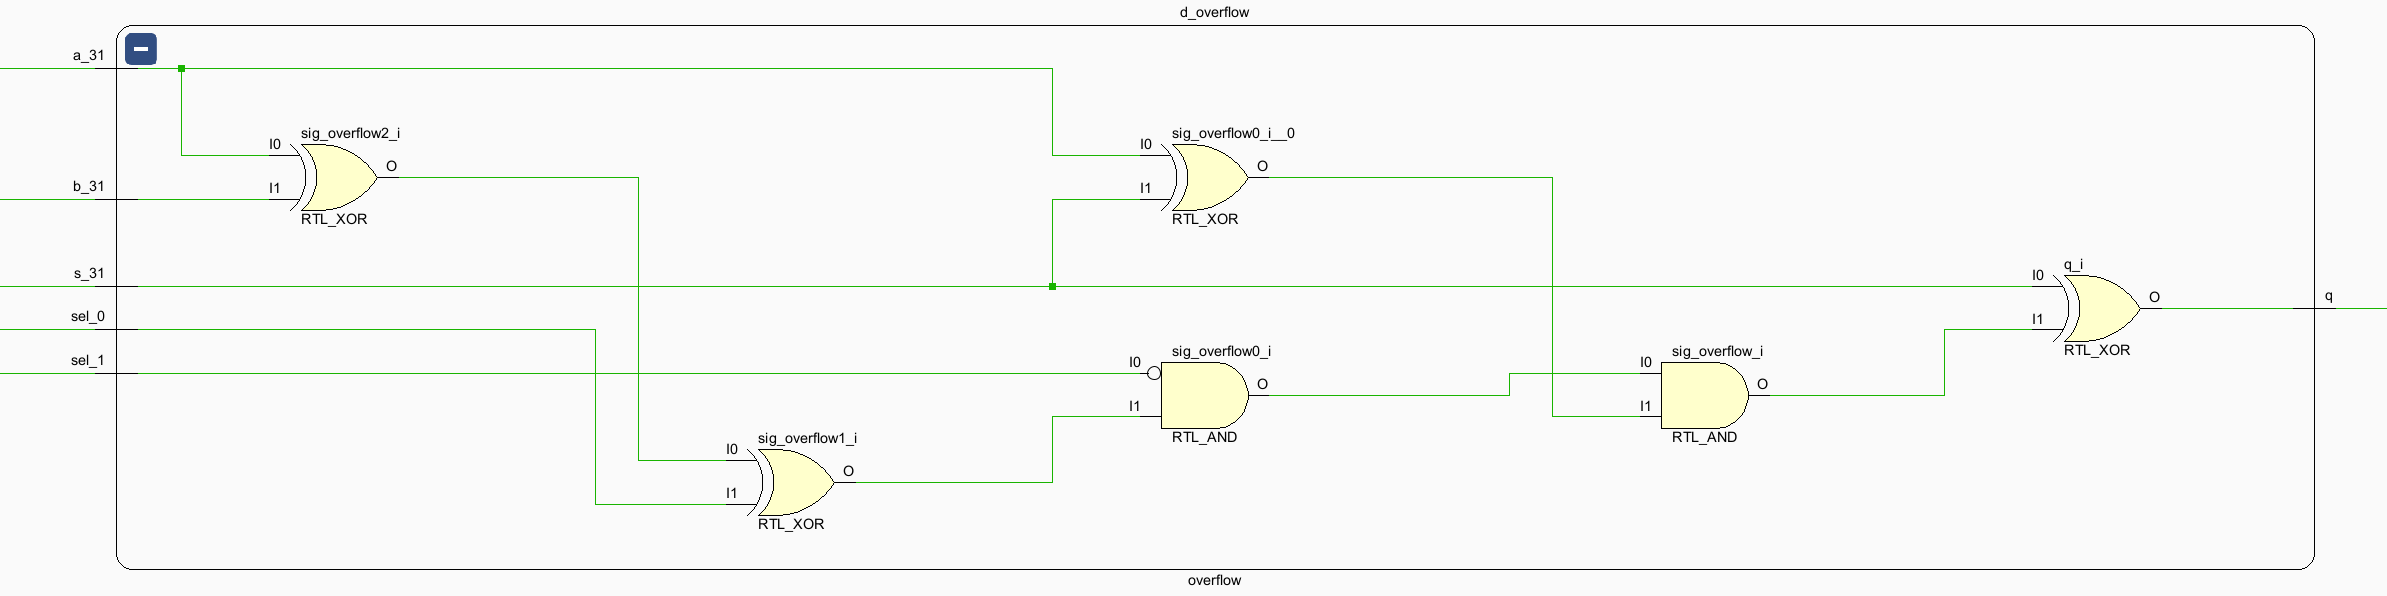 d_overflow
a_31
b_31
s_31
sel_0
sel_1
sig_overflow2_i
I0
I1
O
RTL_XOR
sig_overflow1_i
I0
I1
O
RTL_XOR
sig_overflow0_i__0
I0
I1
O
RTL_XOR
sig_overflow0_i
I0
I1
O
RTL_AND
sig_overflow_i
I0
I1
O
RTL_AND
q_i
I0
I1
O
RTL_XOR
q
overflow